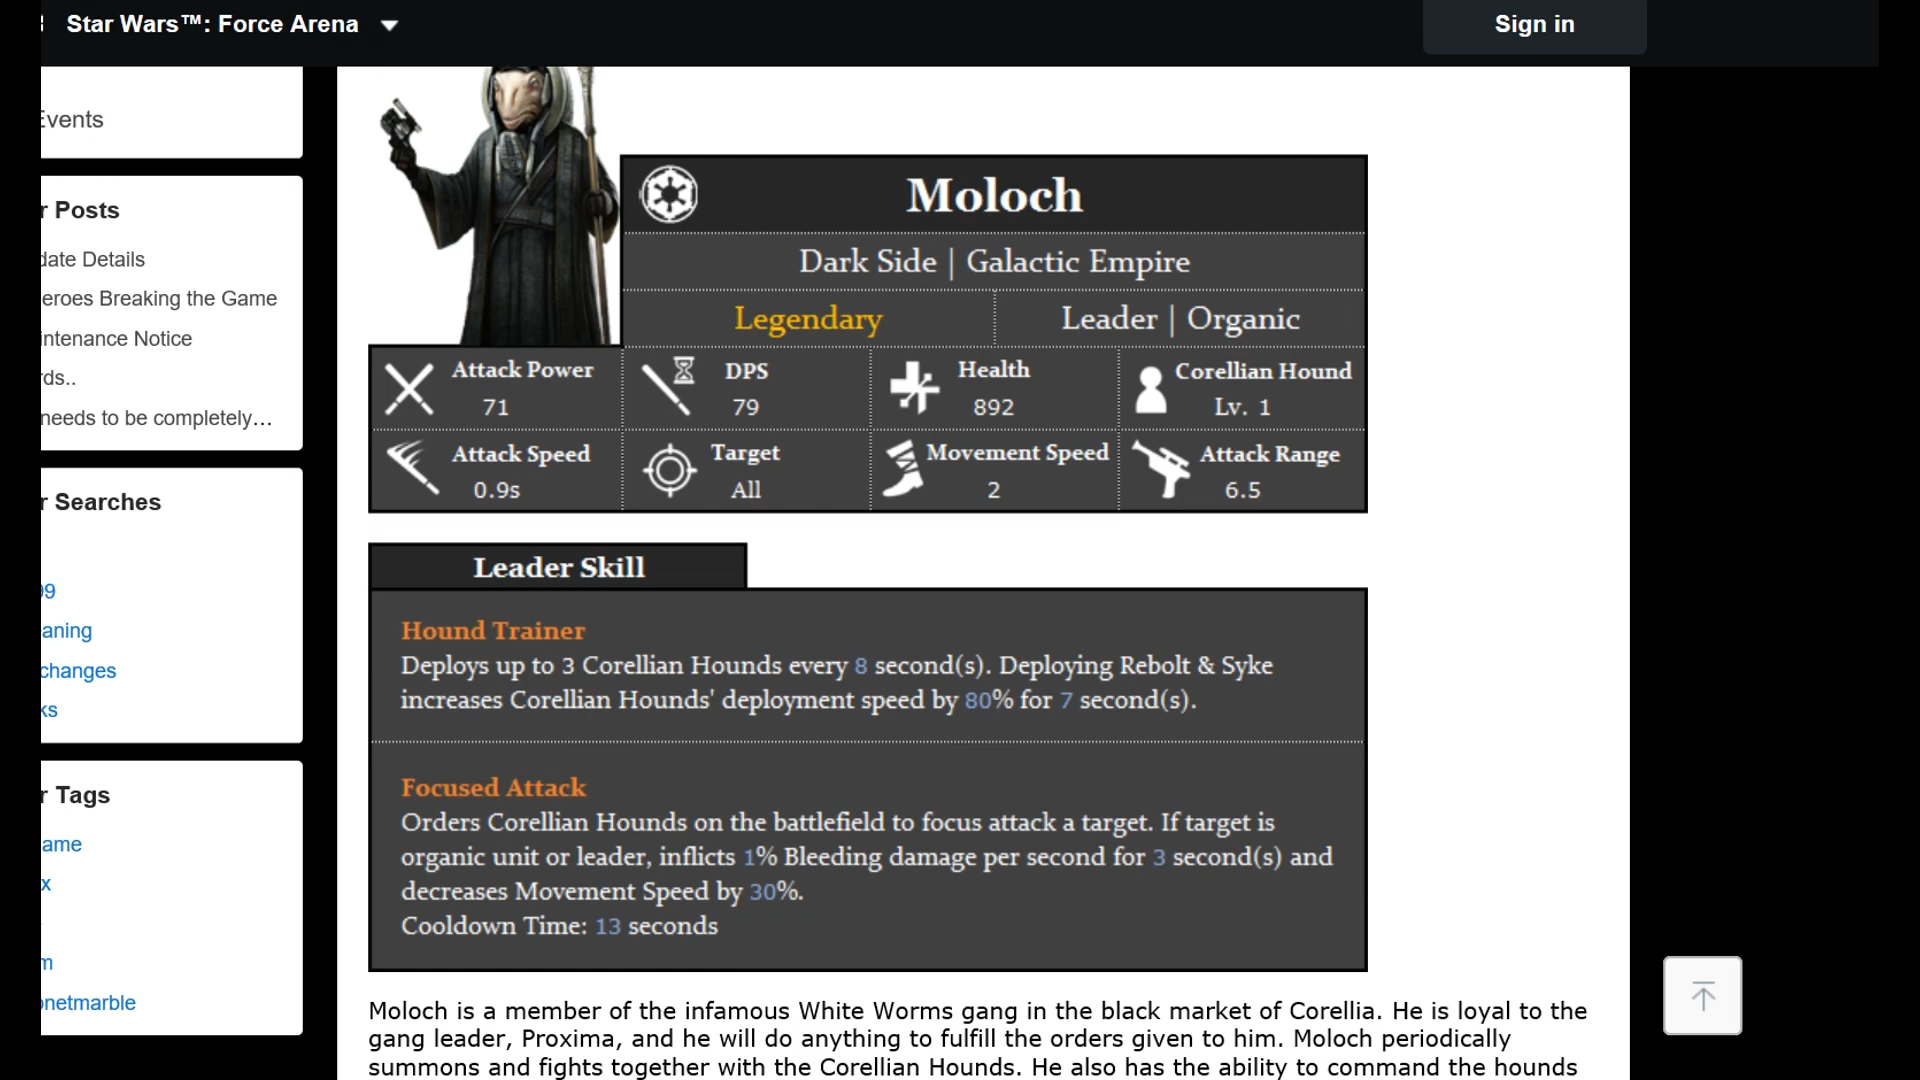 Star Wars™: Force Arena
Sign in
Events
Posts
date Details
eroes Breaking the Game
intenance Notice
rds..
needs to be completely...
Searches
99
aning
changes
ks
Tags
ame
x
m
netmarble
Moloch
Dark Side | Galactic Empire
Legendary
Leader | Organic
Attack Power
71
DPS
79
Health
892
Corellian Hound
Lv. 1
Attack Speed
0.9s
Target
All
Movement Speed
2
Attack Range
6.5
Leader Skill
Hound Trainer
Deploys up to 3 Corellian Hounds every 8 second(s). Deploying Rebolt & Syke
increases Corellian Hounds' deployment speed by 80% for 7 second(s).
Focused Attack
Orders Corellian Hounds on the battlefield to focus attack a target. If target is
organic unit or leader, inflicts 1% Bleeding damage per second for 3 second(s) and
decreases Movement Speed by 30%.
Cooldown Time: 13 seconds
Moloch is a member of the infamous White Worms gang in the black market of Corellia. He is loyal to the
gang leader, Proxima, and he will do anything to fulfill the orders given to him. Moloch periodically
summons and fights together with the Corellian Hounds. He also has the ability to command the hounds